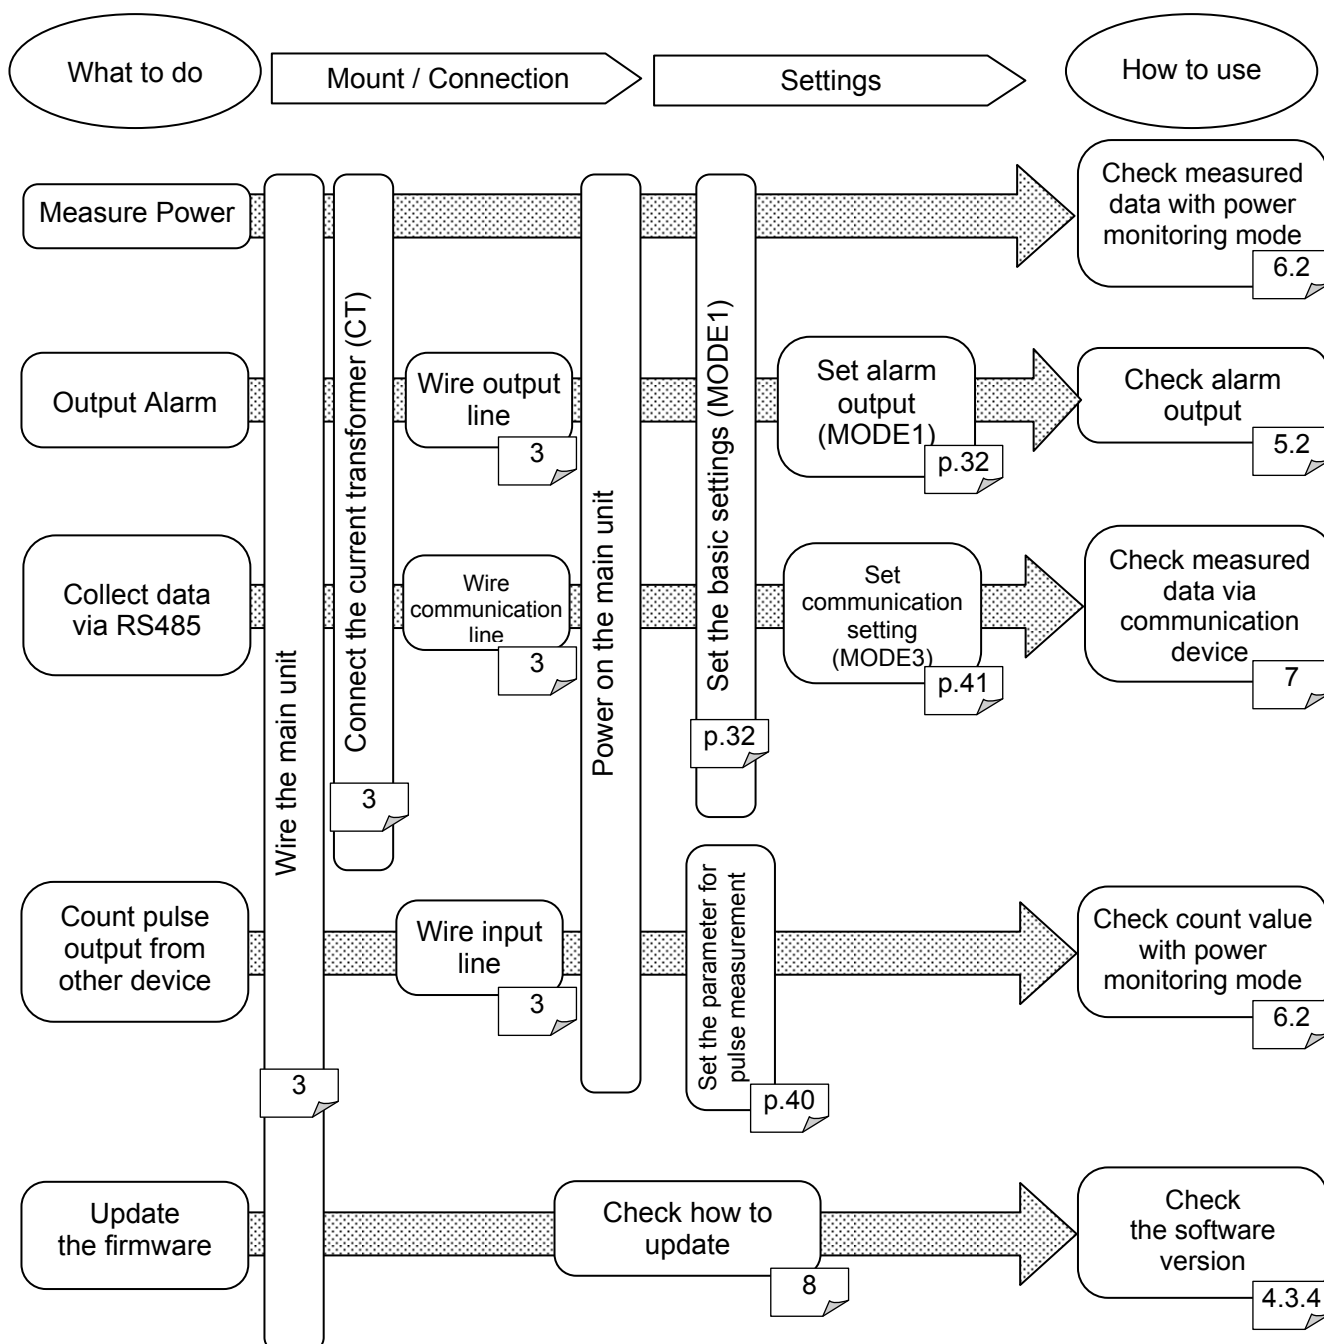 What to do
Mount / Connection
Settings
How to use
Measure Power
Check measured
data with power
monitoring mode
6.2
Wire the main unit
3
Connect the current transformer (CT)
3
Power on the main unit
Set the basic settings (MODE1)
p.32
Output Alarm
Wire output
line
3
Set alarm
output
(MODE1)
p.32
Check alarm
output
5.2
Collect data
via RS485
Wire
communication
line
3
Set
communication
setting
(MODE3)
p.41
Check measured
data via
communication
device
7
Count pulse
output from
other device
Wire input
line
3
Set the parameter for
pulse measurement
p.40
Check count value
with power
monitoring mode
6.2
Update
the firmware
Check how to
update
8
Check
the software
version
4.3.4